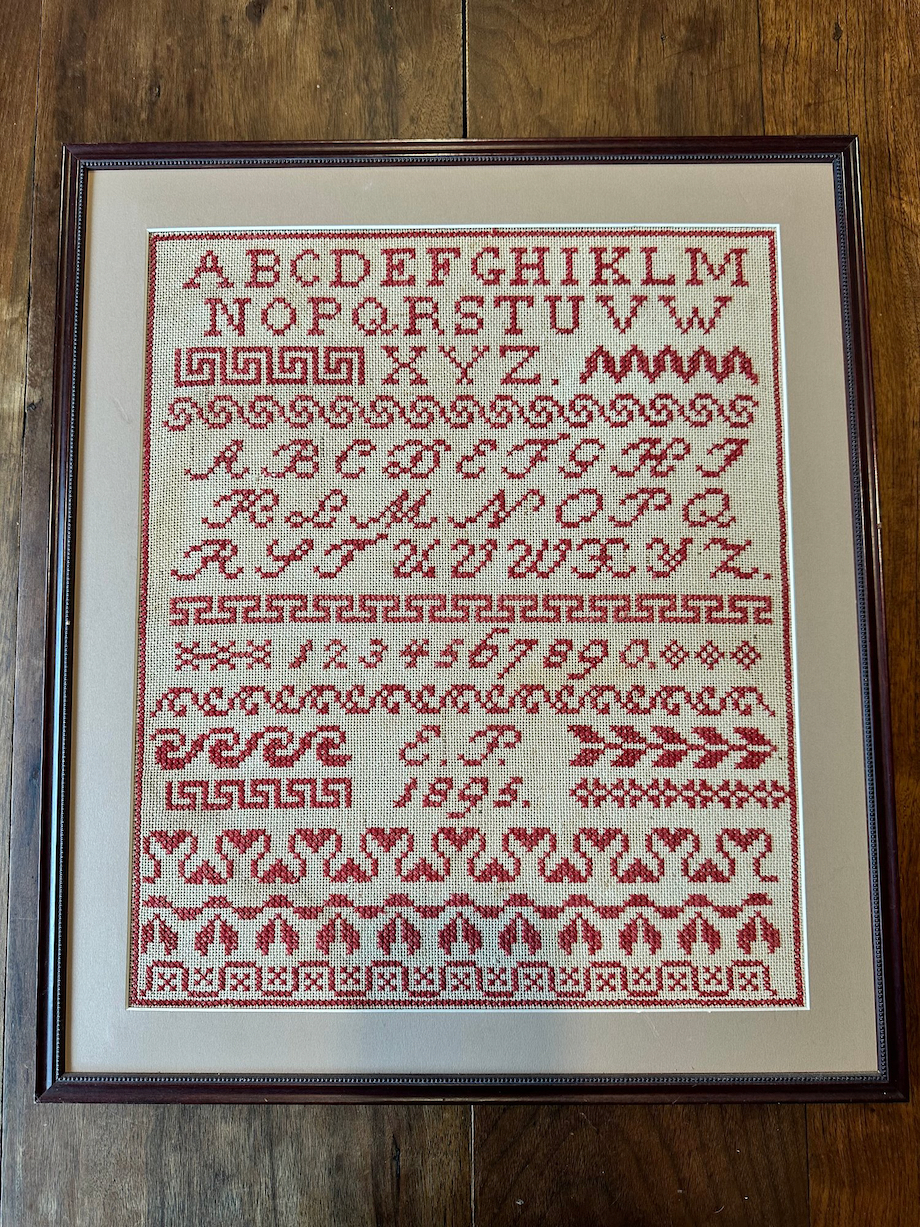 ABCDEFGHIKLM
NOPQRSTUVW
XYZ.
ABCDEFGHI
KLMNOPQ
RSTUVWXYZ.
1234567890.
E.P
1895.